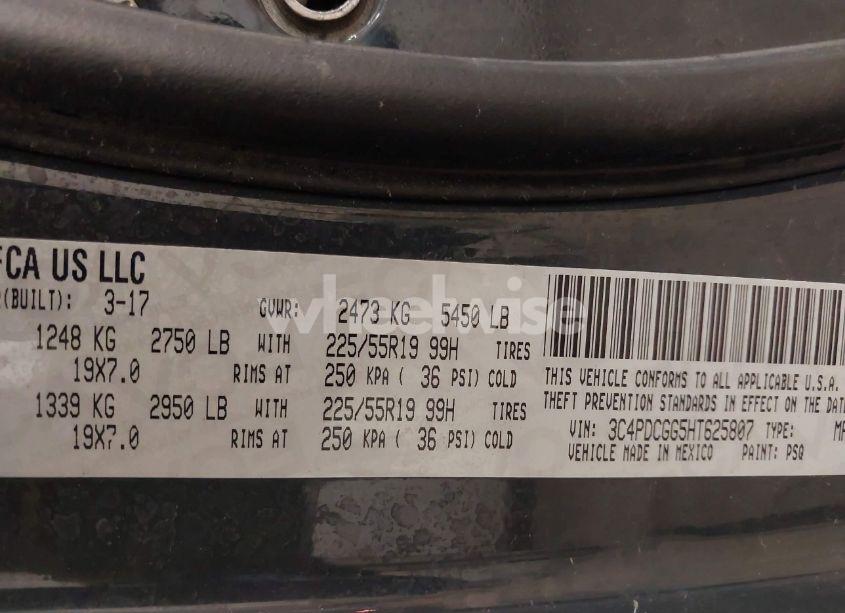 FCA US LLC
(BUILT): 3-17 GVWR: 2473 KG 5450 LB
1248 KG 2750 LB WITH 225/55R19 99H TIRES
19X7.0 RIMS AT 250 KPA ( 36 PSI) COLD
1339 KG 2950 LB WITH 225/55R19 99H TIRES
19X7.0 RIMS AT 250 KPA ( 36 PSI) COLD
THIS VEHICLE CONFORMS TO ALL APPLICABLE U.S.A.
THEFT PREVENTION STANDARDS IN EFFECT ON THE DATE
VIN: 3C4PDCGG5HT625807 TYPE:
VEHICLE MADE IN MEXICO PAINT: PSQ
wheelwise